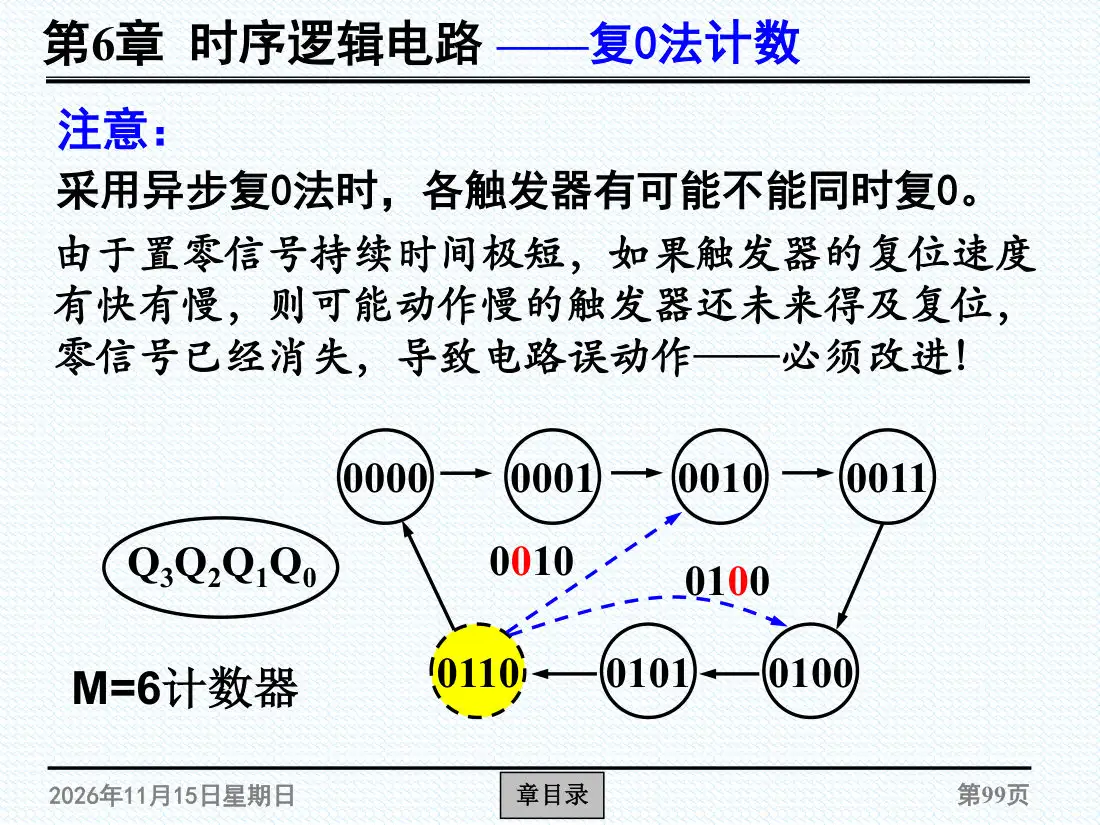 第6章 时序逻辑电路 ——复0法计数
注意：
采用异步复0法时，各触发器有可能不能同时复0。
由于置零信号持续时间极短，如果触发器的复位速度
有快有慢，则可能动作慢的触发器还未来得及复位，
零信号已经消失，导致电路误动作——必须改进!
0000 0001 0010 0011
0010
Q3Q2Q1Q0
0100
0110 0101 0100
M=6计数器
2026年11月15日星期日 章目录 第99页